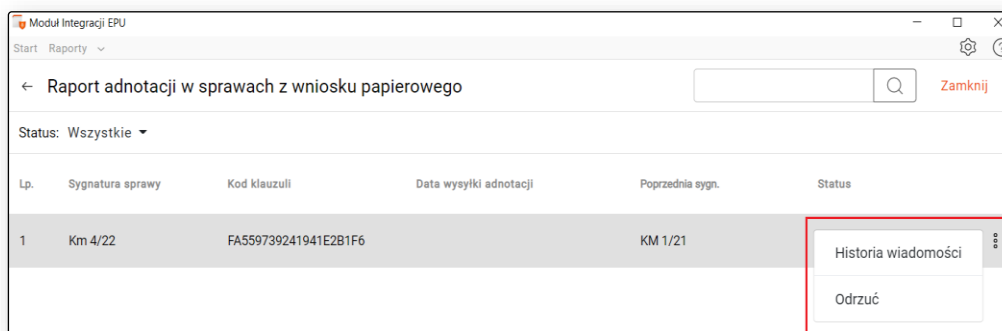 Moduł Integracji EPU
Start Raporty
Raport adnotacji w sprawach z wniosku papierowego
Zamknij
Status: Wszystkie
Lp. Sygnatura sprawy Kod klauzuli Data wysyłki adnotacji Poprzednia sygn. Status
1 Km 4/22 FA559739241941E2B1F6 KM 1/21
Historia wiadomości
Odrzuć